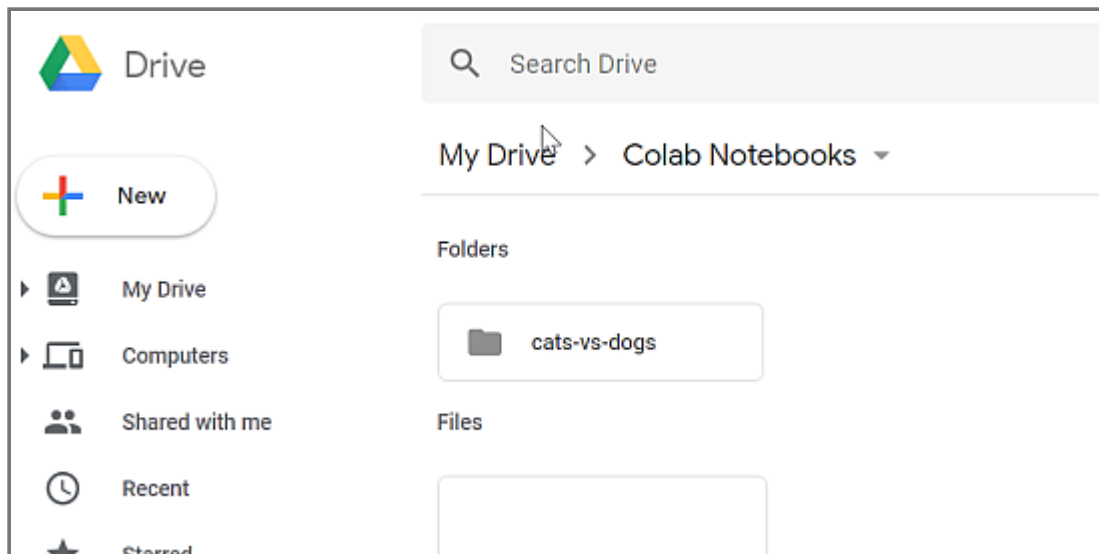 Drive
Search Drive
My Drive > Colab Notebooks
New
Folders
My Drive
cats-vs-dogs
Computers
Shared with me
Files
Recent
Starred